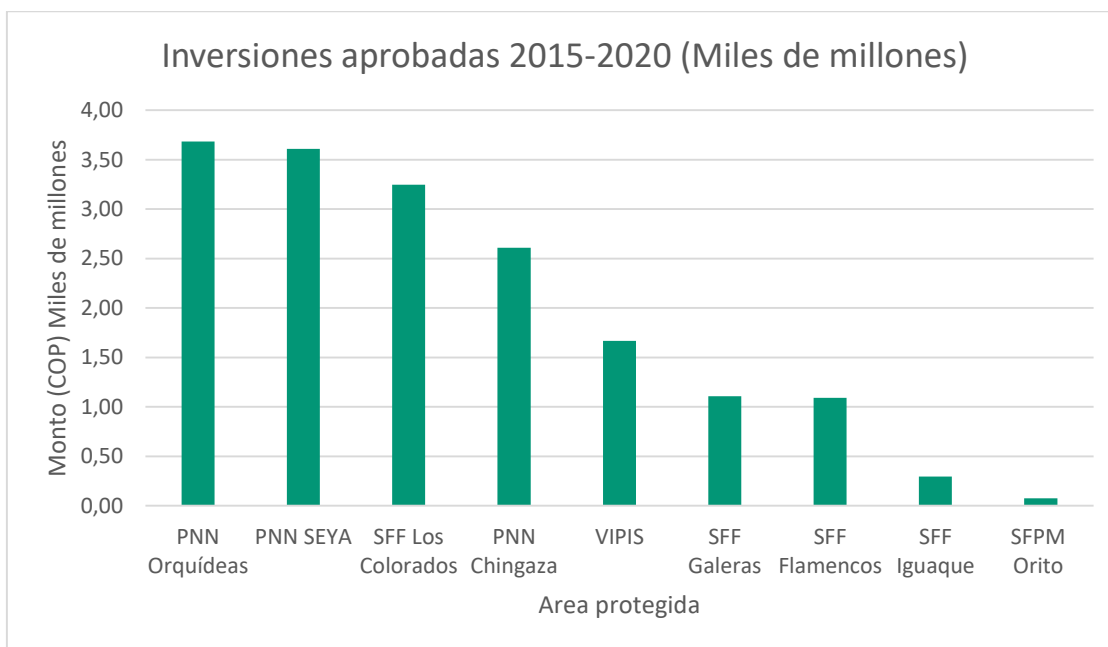 Inversiones aprobadas 2015-2020 (Miles de millones)
Monto (COP) Miles de millones
4,00
3,50
3,00
2,50
2,00
1,50
1,00
0,50
0,00
PNN Orquídeas
PNN SEYA
SFF Los Colorados
PNN Chingaza
VIPIS
SFF Galeras
SFF Flamencos
SFF Iguaque
SFPM Orito
Area protegida